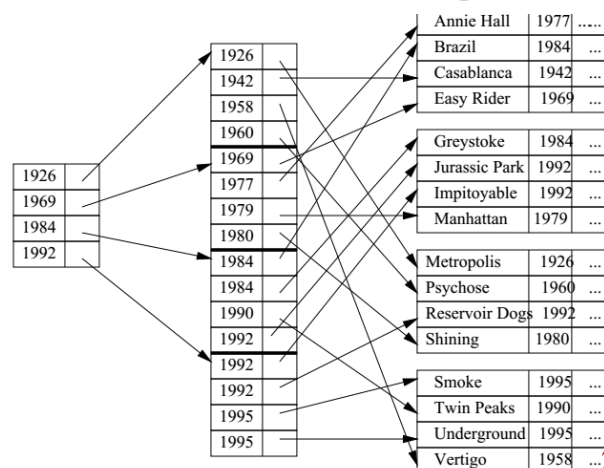 1926
1969
1984
1992
1926
1942
1958
1960
1969
1977
1979
1980
1984
1984
1990
1992
1992
1992
1995
1995
Annie Hall 1977 ......
Brazil 1984 ...
Casablanca 1942 ...
Easy Rider 1969 ...
Greystoke 1984 ...
Jurassic Park 1992 ...
Impitoyable 1992 ...
Manhattan 1979 ...
Metropolis 1926 ...
Psychose 1960 ...
Reservoir Dogs 1992 ...
Shining 1980 ...
Smoke 1995 ...
Twin Peaks 1990 ...
Underground 1995 ...
Vertigo 1958 ...